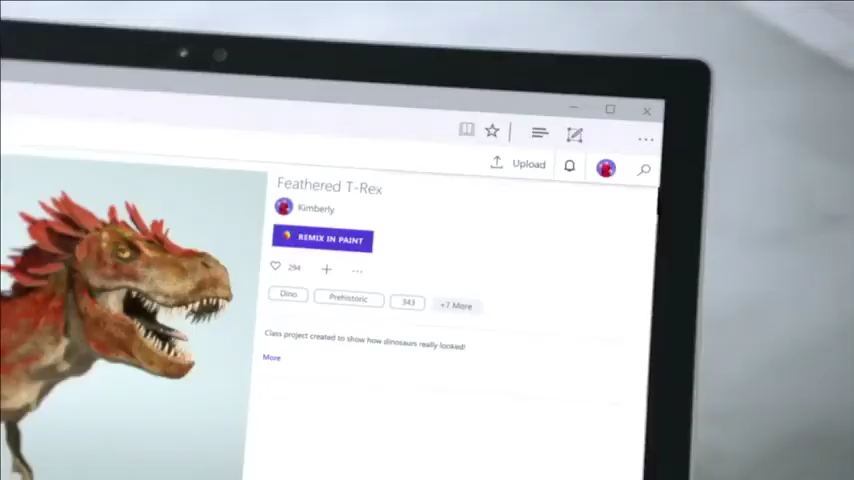 Upload
Feathered T-Rex
Kimberly
REMIX IN PAINT
294
Dino Prehistoric 343 +7 More
Class project created to show how dinosaurs really looked!
More